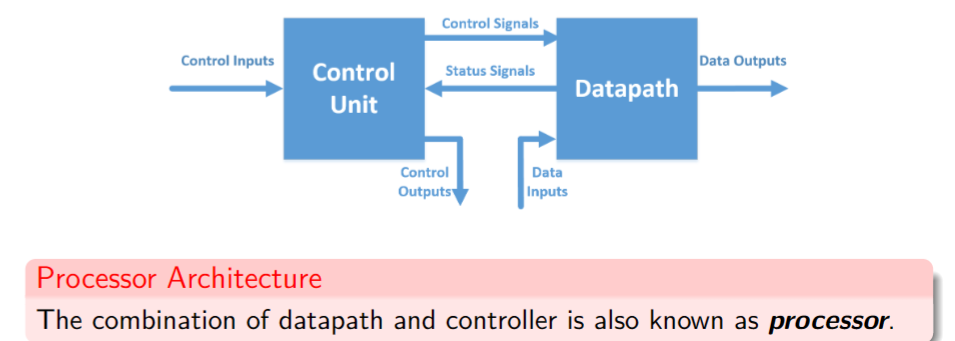 Control Signals
Control Inputs
Control
Unit
Status Signals
Datapath
Data Outputs
Control
Outputs
Data
Inputs
Processor Architecture
The combination of datapath and controller is also known as processor.